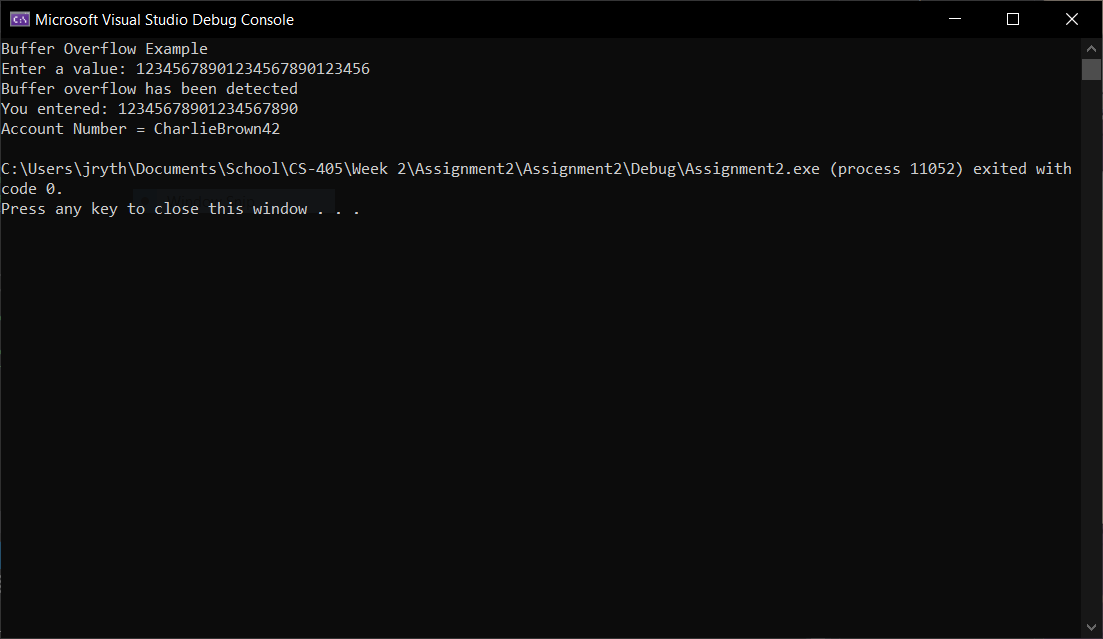 Microsoft Visual Studio Debug Console
Buffer Overflow Example
Enter a value: 12345678901234567890123456
Buffer overflow has been detected
You entered: 12345678901234567890
Account Number = CharlieBrown42
C:\Users\jryth\Documents\School\CS-405\Week 2\Assignment2\Assignment2\Debug\Assignment2.exe (process 11052) exited with
code 0.
Press any key to close this window . . .